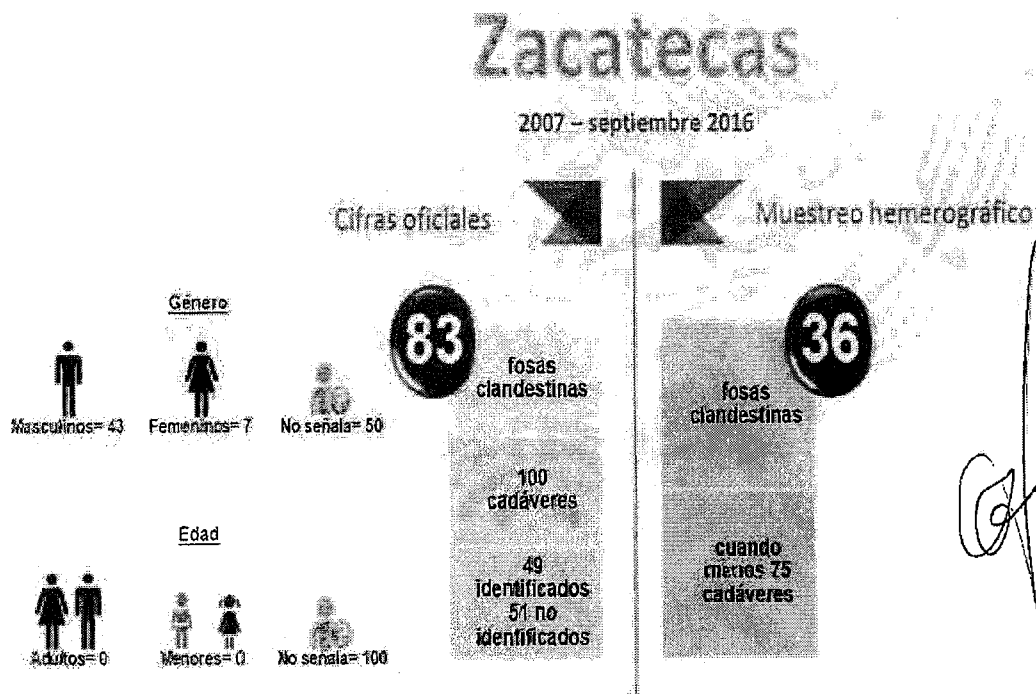 Zacatecas
2007 – septiembre 2016
Cifras oficiales
Género
Masculinos= 43
Femeninos= 7
No señala= 50
Edad
Adultos= 0
Menores= 0
No señala= 100
83
fosas
clandestinas
100
cadáveres
49
identificados
51 no
identificados
Muestreo hemerográfico
36
fosas
clandestinas
cuando
menos 75
cadáveres